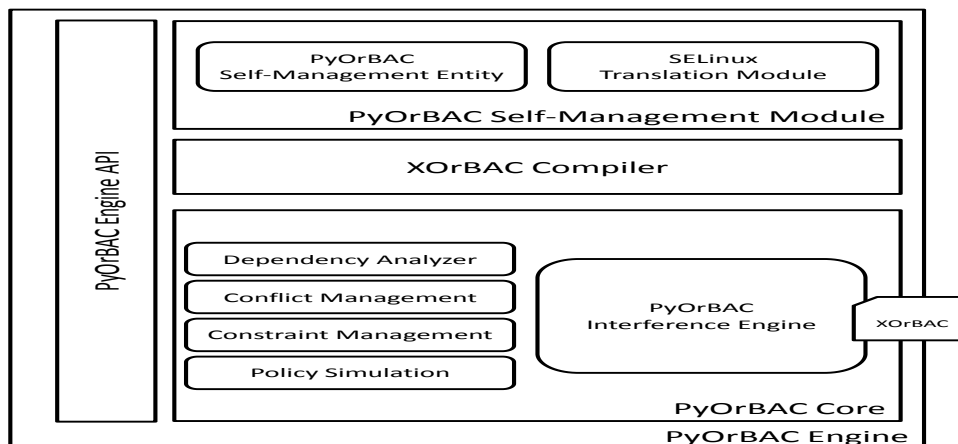 PyOrBAC
Self-Management Entity
SELinux
Translation Module
PyOrBAC Self-Management Module
PyOrBAC Engine API
XOrBAC Compiler
Dependency Analyzer
Conflict Management
Constraint Management
Policy Simulation
PyOrBAC
Interference Engine
XOrBAC
PyOrBAC Core
PyOrBAC Engine